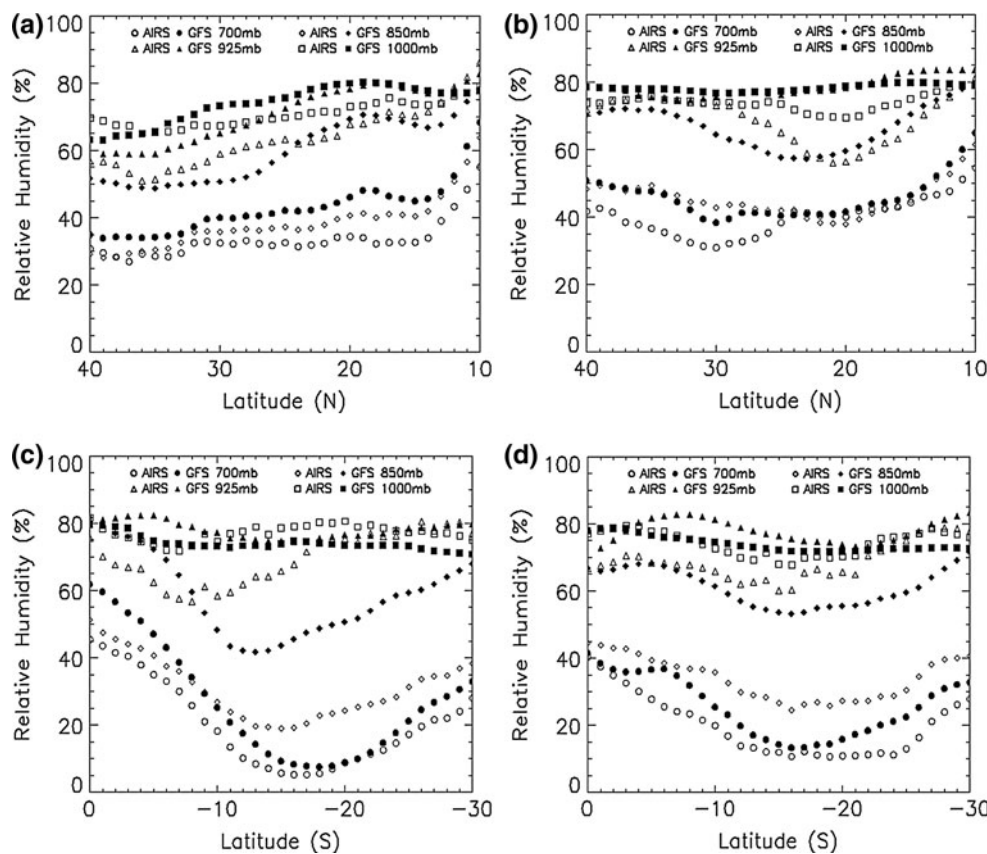 (a)
100
80
60
40
20
0
Relative Humidity (%)
○ AIRS ● GFS 700mb ◇ AIRS ◆ GFS 850mb
△ AIRS ▲ GFS 925mb □ AIRS ■ GFS 1000mb
40 30 20 10
Latitude (N)
(b)
100
80
60
40
20
0
Relative Humidity (%)
○ AIRS ● GFS 700mb ◇ AIRS ◆ GFS 850mb
△ AIRS ▲ GFS 925mb □ AIRS ■ GFS 1000mb
40 30 20 10
Latitude (N)
(c)
100
80
60
40
20
0
Relative Humidity (%)
○ AIRS ● GFS 700mb ◇ AIRS ◆ GFS 850mb
△ AIRS ▲ GFS 925mb □ AIRS ■ GFS 1000mb
0 −10 −20 −30
Latitude (S)
(d)
100
80
60
40
20
0
Relative Humidity (%)
○ AIRS ● GFS 700mb ◇ AIRS ◆ GFS 850mb
△ AIRS ▲ GFS 925mb □ AIRS ■ GFS 1000mb
0 −10 −20 −30
Latitude (S)